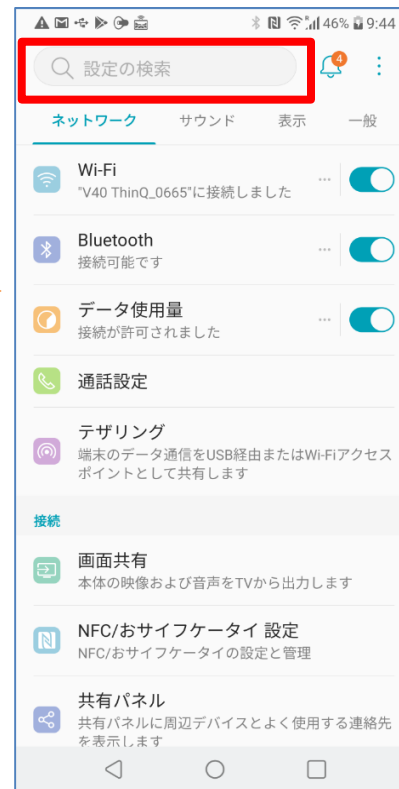 46% 9:44
設定の検索
4
ネットワーク サウンド 表示 一般
Wi-Fi
"V40 ThinQ_0665"に接続しました
Bluetooth
接続可能です
データ使用量
接続が許可されました
通話設定
テザリング
端末のデータ通信をUSB経由またはWi-Fiアクセス
ポイントとして共有します
接続
画面共有
本体の映像および音声をTVから出力します
NFC/おサイフケータイ 設定
NFC/おサイフケータイの設定と管理
共有パネル
共有パネルに周辺デバイスとよく使用する連絡先
を表示します